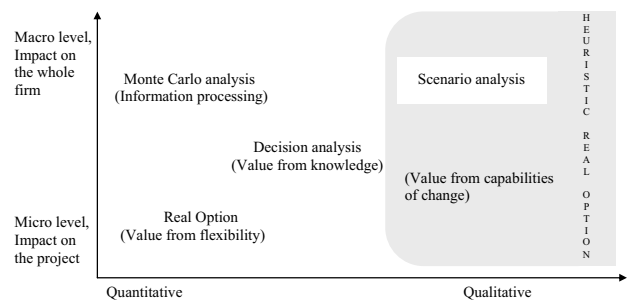 Macro level,
Impact on
the whole
firm
Monte Carlo analysis
(Information processing)
Scenario analysis
Decision analysis
(Value from knowledge)
(Value from capabilities
of change)
Micro level,
Impact on
the project
Real Option
(Value from flexibility)
HEURISTIC REAL OPTION
Quantitative
Qualitative